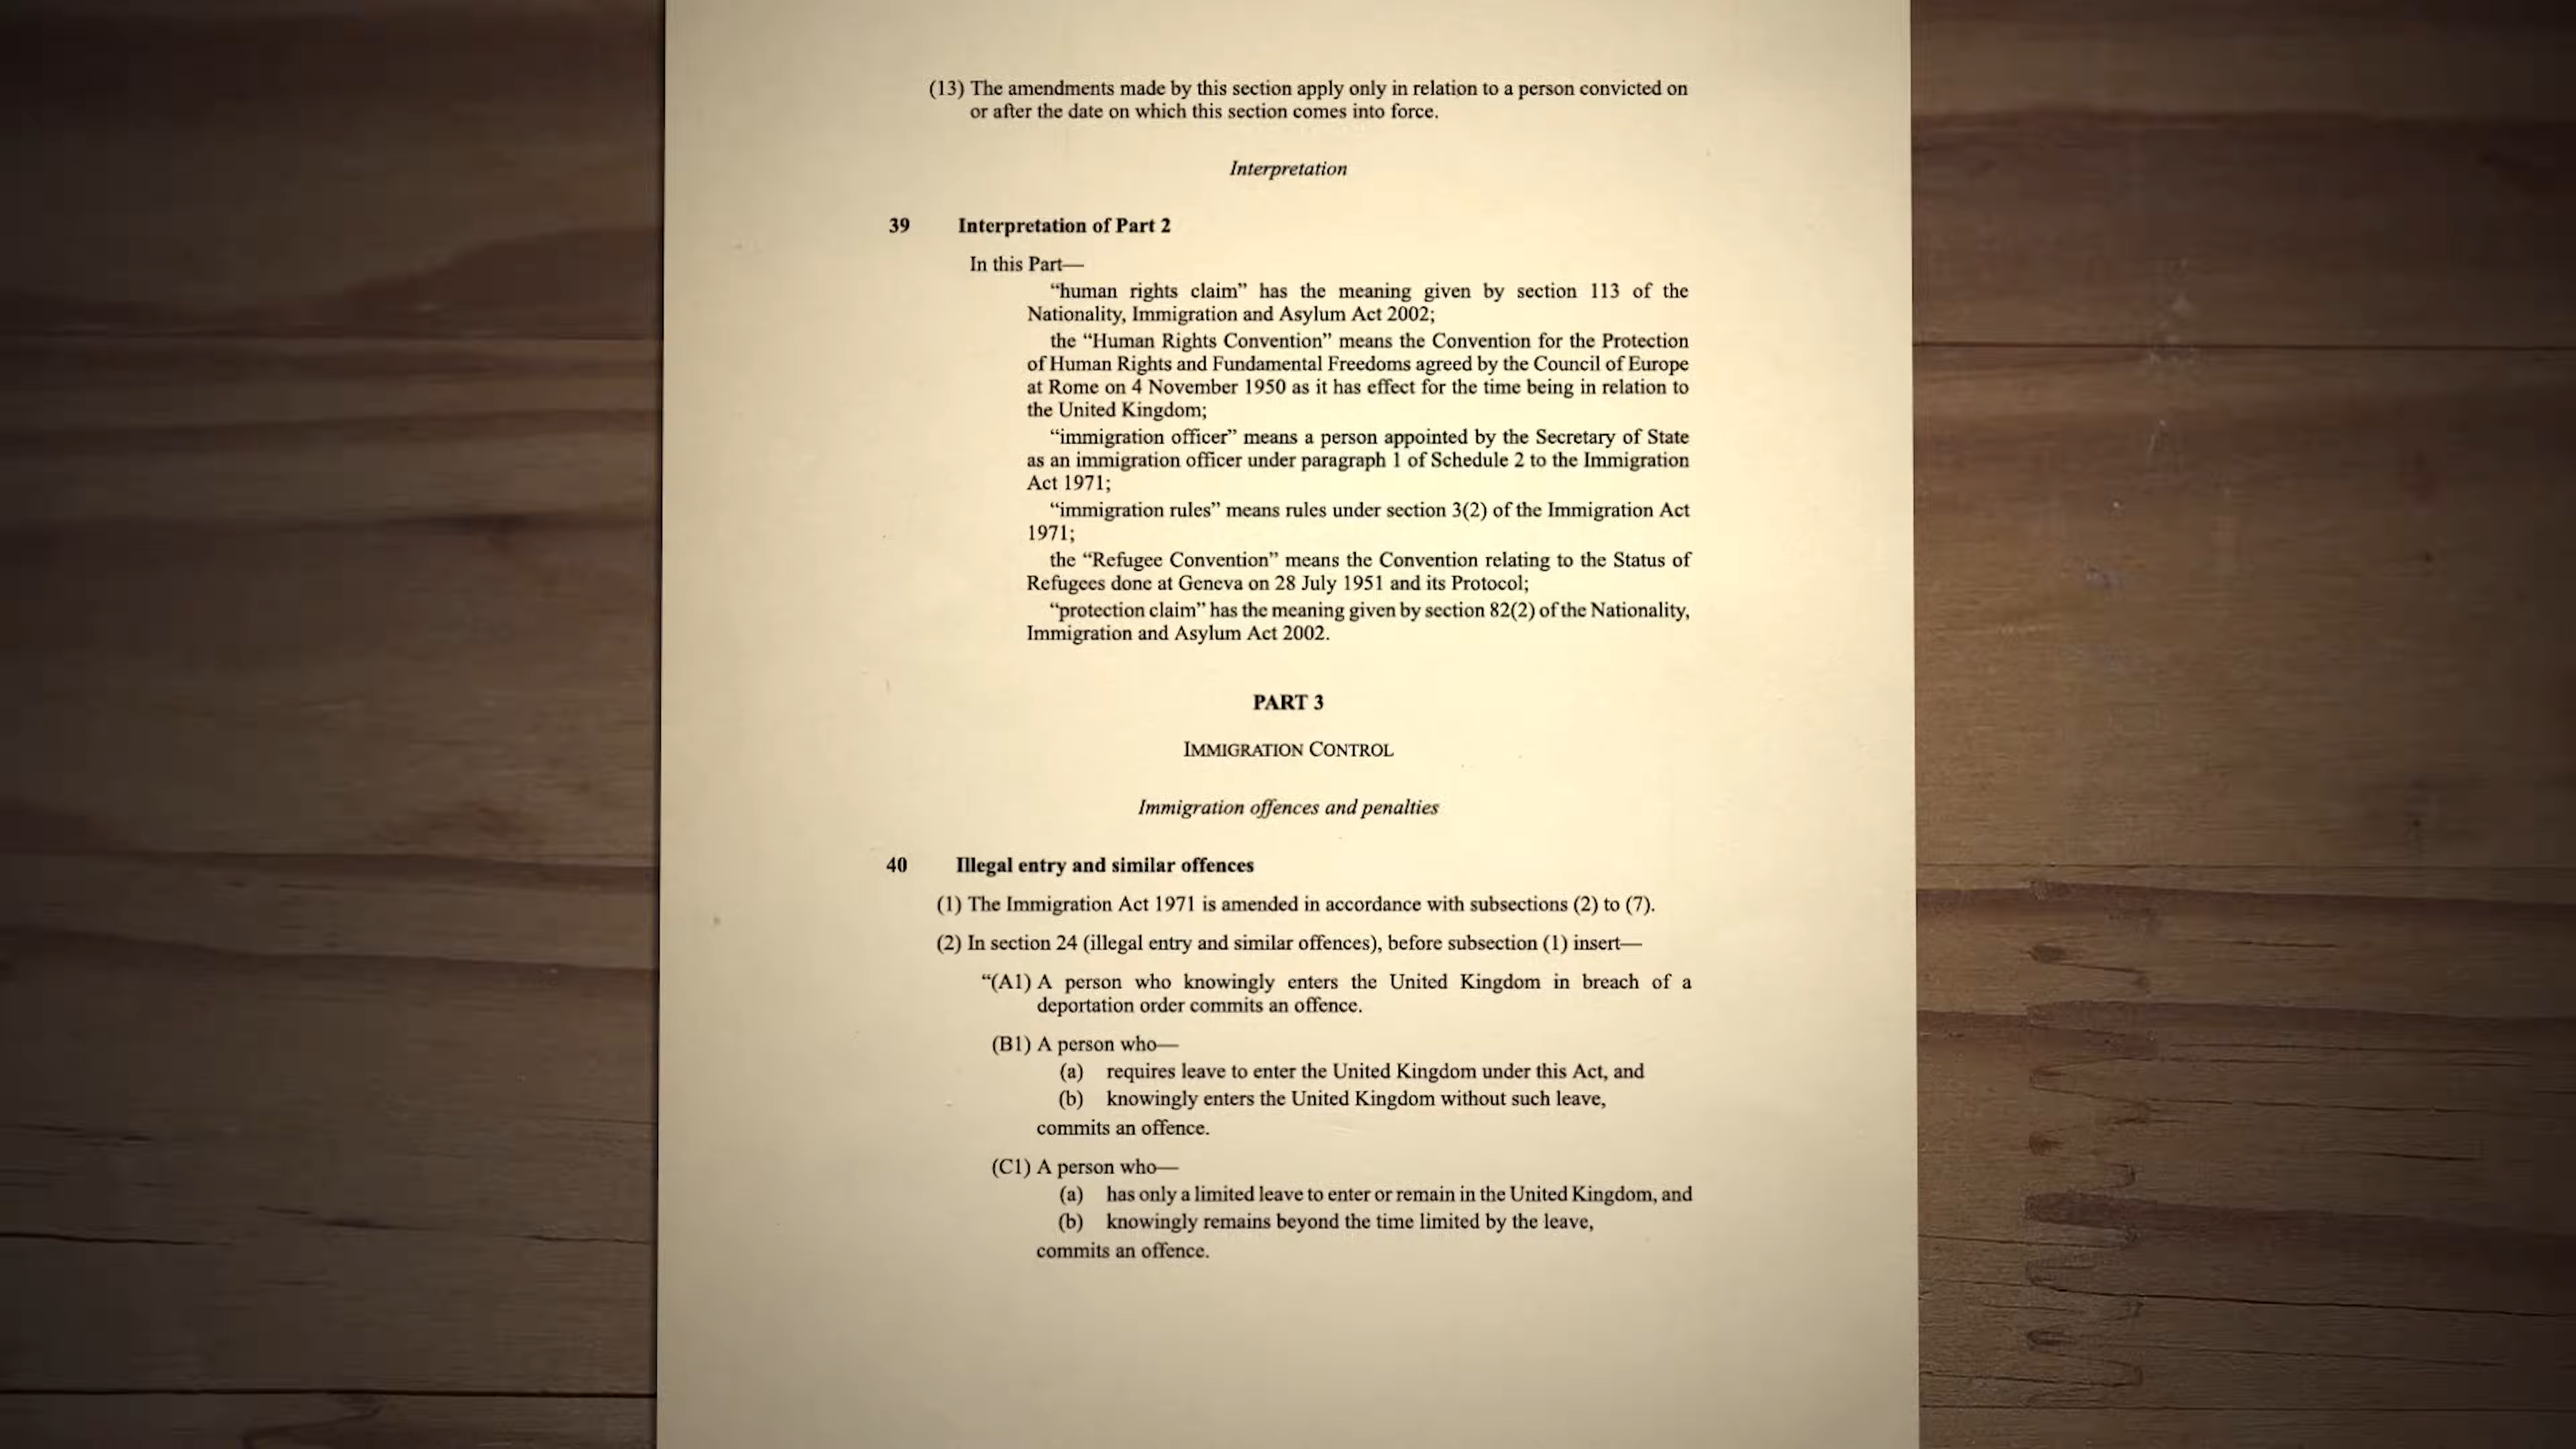 (13) The amendments made by this section apply only in relation to a person convicted on
or after the date on which this section comes into force.
Interpretation
39 Interpretation of Part 2
In this Part—
“human rights claim” has the meaning given by section 113 of the
Nationality, Immigration and Asylum Act 2002;
the “Human Rights Convention” means the Convention for the Protection
of Human Rights and Fundamental Freedoms agreed by the Council of Europe
at Rome on 4 November 1950 as it has effect for the time being in relation to
the United Kingdom;
“immigration officer” means a person appointed by the Secretary of State
as an immigration officer under paragraph 1 of Schedule 2 to the Immigration
Act 1971;
“immigration rules” means rules under section 3(2) of the Immigration Act
1971;
the “Refugee Convention” means the Convention relating to the Status of
Refugees done at Geneva on 28 July 1951 and its Protocol;
“protection claim” has the meaning given by section 82(2) of the Nationality,
Immigration and Asylum Act 2002.
PART 3
IMMIGRATION CONTROL
Immigration offences and penalties
40 Illegal entry and similar offences
(1) The Immigration Act 1971 is amended in accordance with subsections (2) to (7).
(2) In section 24 (illegal entry and similar offences), before subsection (1) insert—
“(A1) A person who knowingly enters the United Kingdom in breach of a
deportation order commits an offence.
(B1) A person who—
(a) requires leave to enter the United Kingdom under this Act, and
(b) knowingly enters the United Kingdom without such leave,
commits an offence.
(C1) A person who—
(a) has only a limited leave to enter or remain in the United Kingdom, and
(b) knowingly remains beyond the time limited by the leave,
commits an offence.